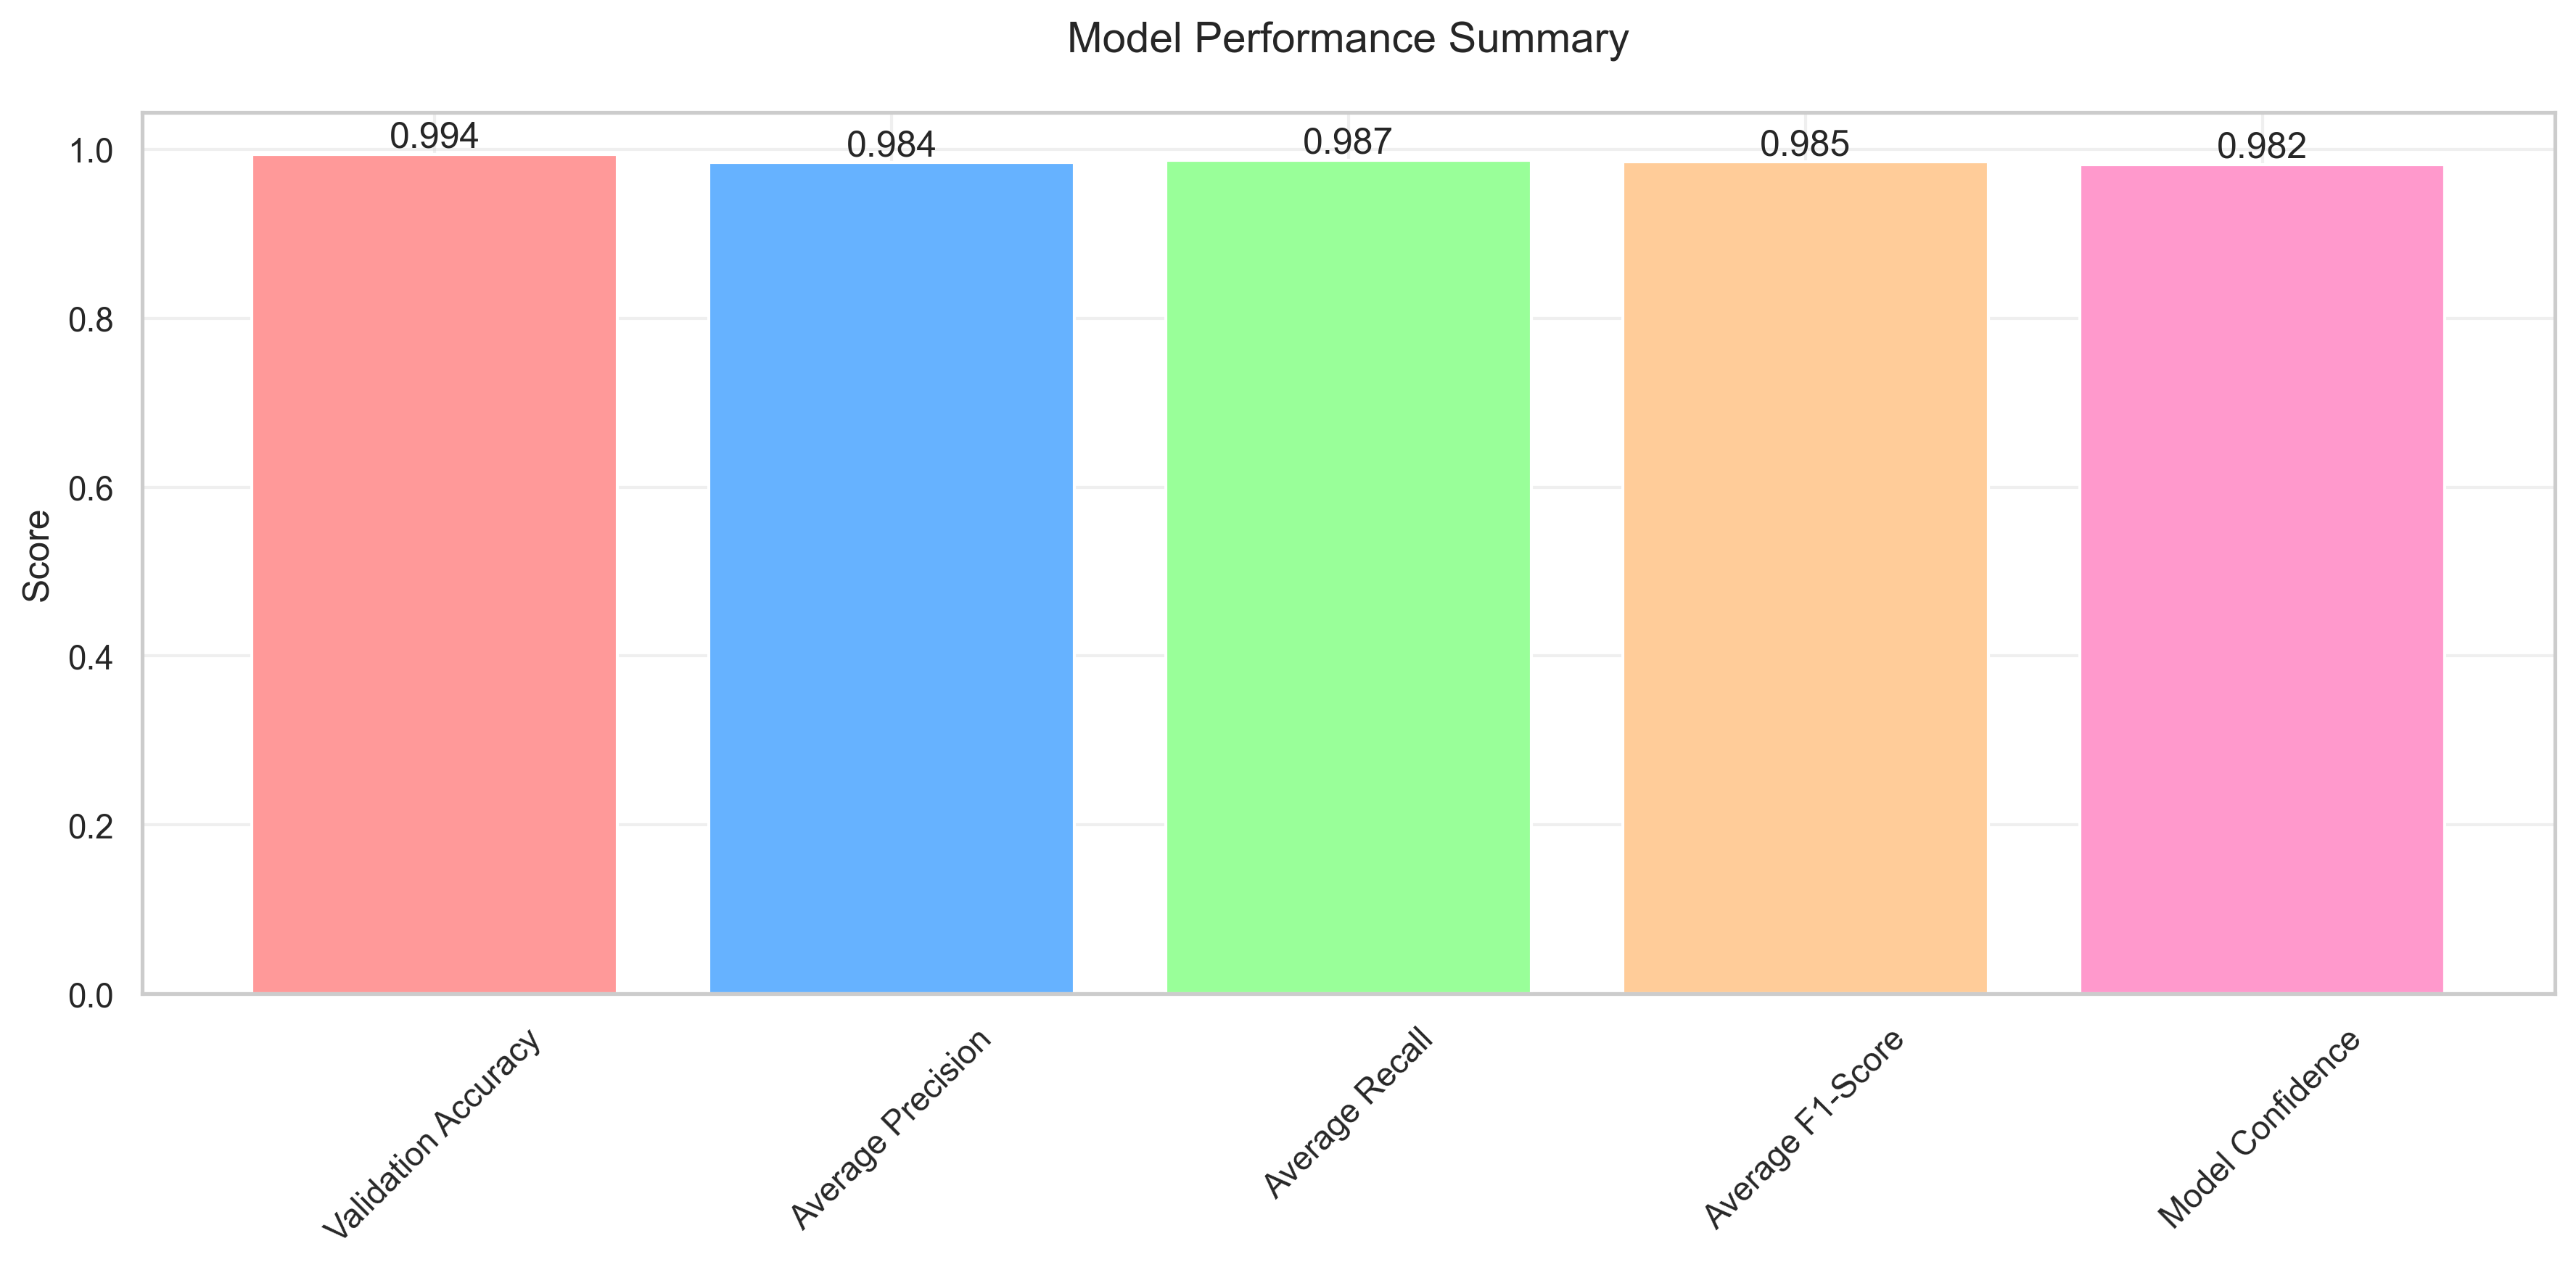 Model Performance Summary
0.994
0.984
0.987
0.985
0.982
1.0
0.8
0.6
0.4
0.2
0.0
Score
Validation Accuracy
Average Precision
Average Recall
Average F1-Score
Model Confidence